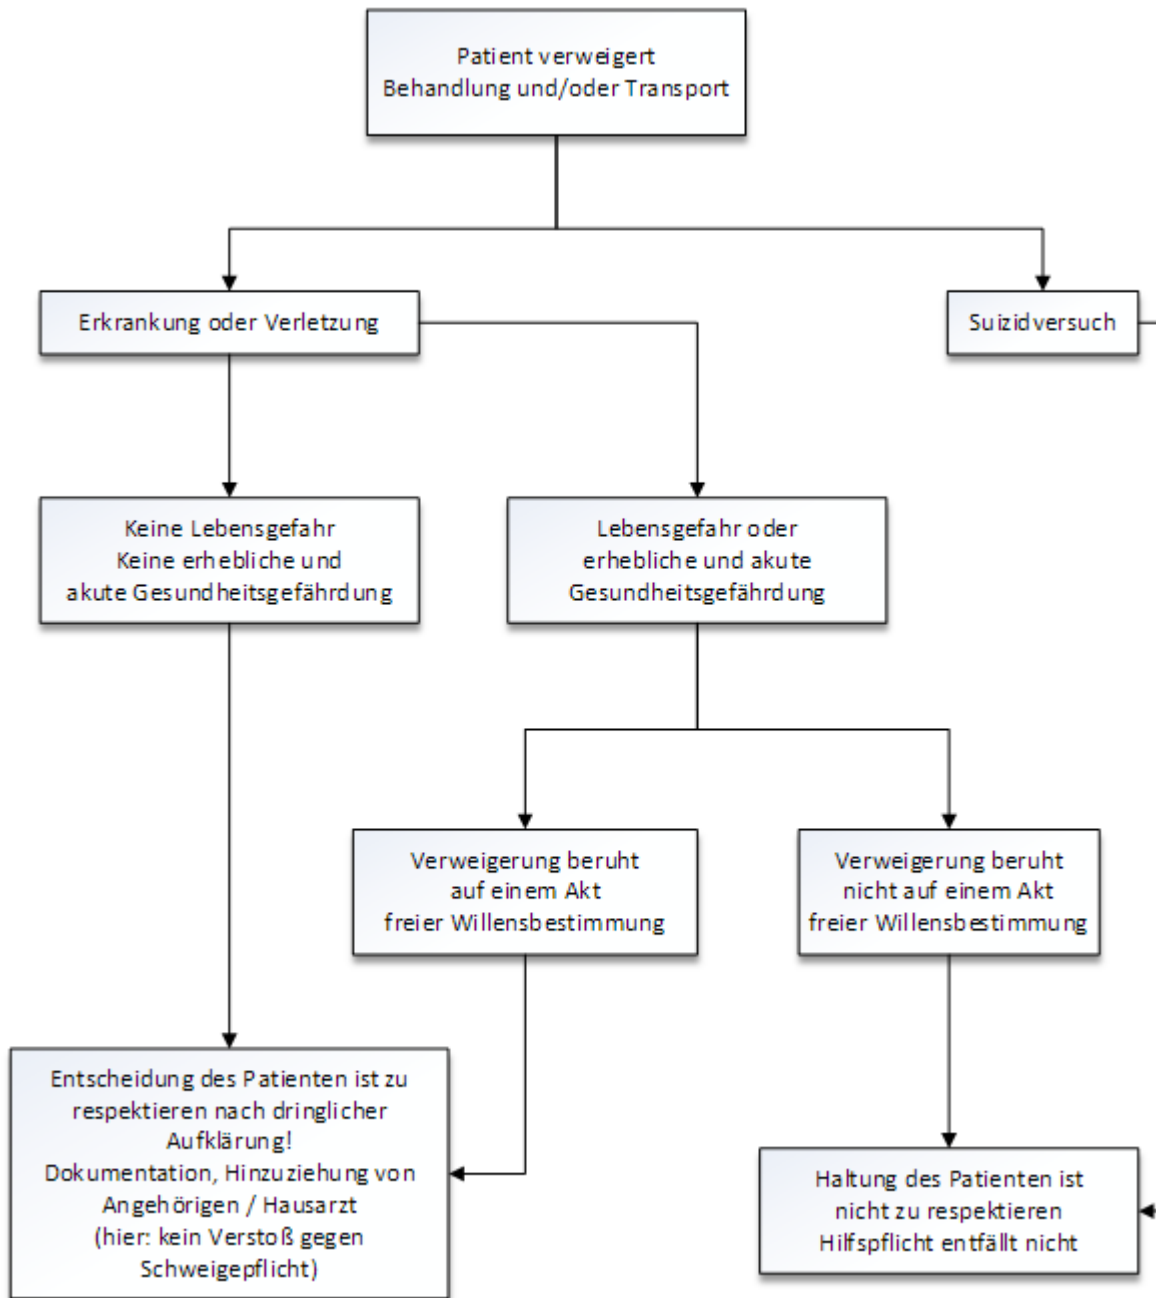 Patient verweigert
Behandlung und/oder Transport
Erkrankung oder Verletzung
Suizidversuch
Keine Lebensgefahr
Keine erhebliche und
akute Gesundheitsgefährdung
Lebensgefahr oder
erhebliche und akute
Gesundheitsgefährdung
Verweigerung beruht
auf einem Akt
freier Willensbestimmung
Verweigerung beruht
nicht auf einem Akt
freier Willensbestimmung
Entscheidung des Patienten ist zu
respektieren nach dringlicher
Aufklärung!
Dokumentation, Hinzuziehung von
Angehörigen / Hausarzt
(hier: kein Verstoß gegen
Schweigepflicht)
Haltung des Patienten ist
nicht zu respektieren
Hilfspflicht entfällt nicht